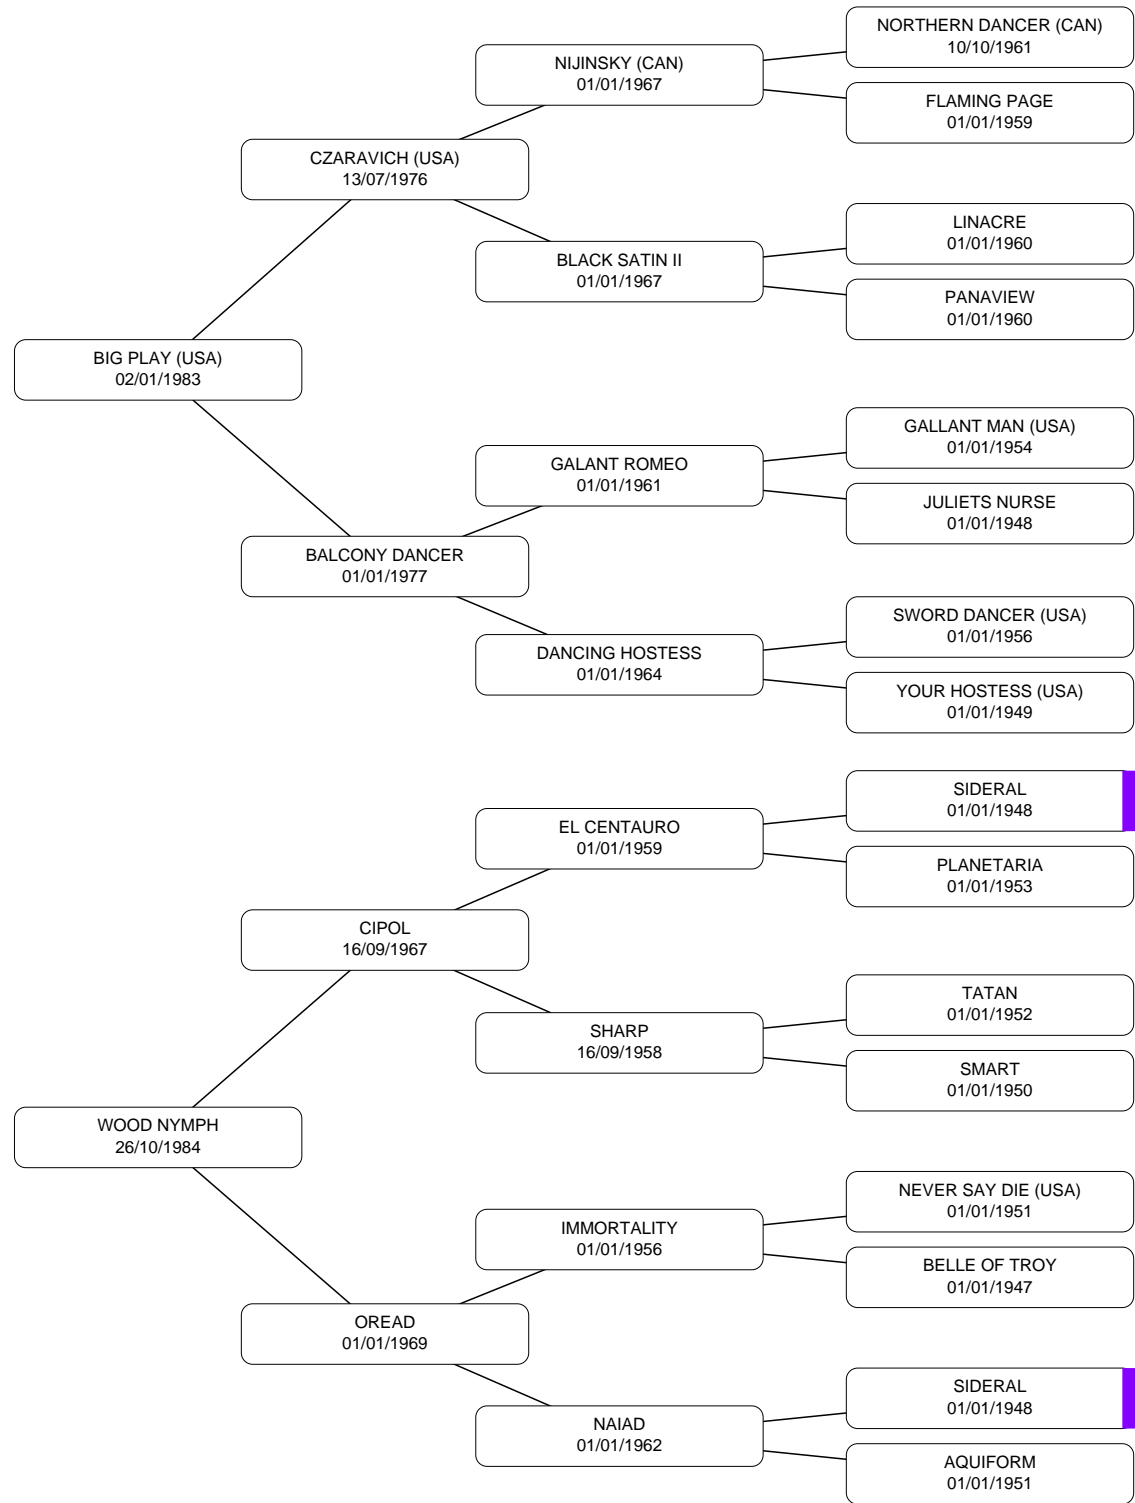 NORTHERN DANCER (CAN)
10/10/1961
NIJINSKY (CAN)
01/01/1967
FLAMING PAGE
01/01/1959
CZARAVICH (USA)
13/07/1976
LINACRE
01/01/1960
BLACK SATIN II
01/01/1967
PANAVIEW
01/01/1960
BIG PLAY (USA)
02/01/1983
GALLANT MAN (USA)
01/01/1954
GALANT ROMEO
01/01/1961
JULIETS NURSE
01/01/1948
BALCONY DANCER
01/01/1977
SWORD DANCER (USA)
01/01/1956
DANCING HOSTESS
01/01/1964
YOUR HOSTESS (USA)
01/01/1949
SIDERAL
01/01/1948
EL CENTAURO
01/01/1959
PLANETARIA
01/01/1953
CIPOL
16/09/1967
TATAN
01/01/1952
SHARP
16/09/1958
SMART
01/01/1950
WOOD NYMPH
26/10/1984
NEVER SAY DIE (USA)
01/01/1951
IMMORTALITY
01/01/1956
BELLE OF TROY
01/01/1947
OREAD
01/01/1969
SIDERAL
01/01/1948
NAIAD
01/01/1962
AQUIFORM
01/01/1951